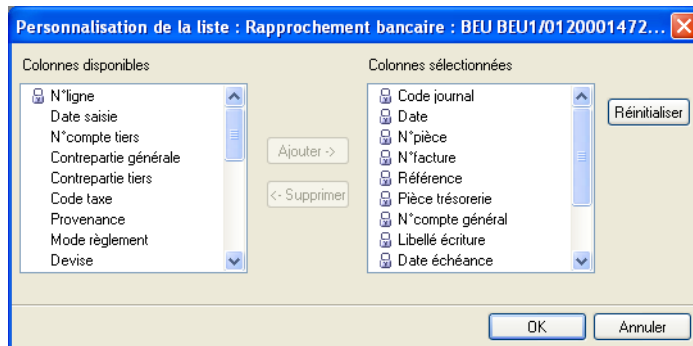 Personnalisation de la liste : Rapprochement bancaire : BEU BEU1/0120001472...
Colonnes disponibles
N°ligne
Date saisie
N°compte tiers
Contrepartie générale
Contrepartie tiers
Code taxe
Provenance
Mode règlement
Devise
Ajouter ->
<- Supprimer
Colonnes sélectionnées
Code journal
Date
N°pièce
N°facture
Référence
Pièce trésorerie
N°compte général
Libellé écriture
Date échéance
Réinitialiser
OK
Annuler